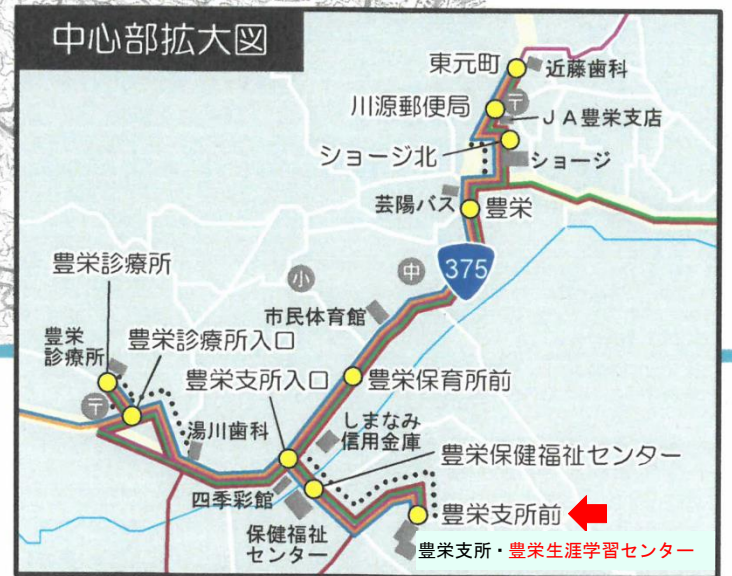 中心部拡大図
東元町
近藤歯科
川源郵便局
〒
JA豊栄支店
ショージ北
ショージ
芸陽バス
豊栄
375
豊栄診療所
小
中
市民体育館
豊栄
診療所
豊栄診療所入口
豊栄支所入口
豊栄保育所前
〒
湯川歯科
しまなみ
信用金庫
豊栄保健福祉センター
四季彩館
保健福祉
センター
豊栄支所前
豊栄支所・豊栄生涯学習センター